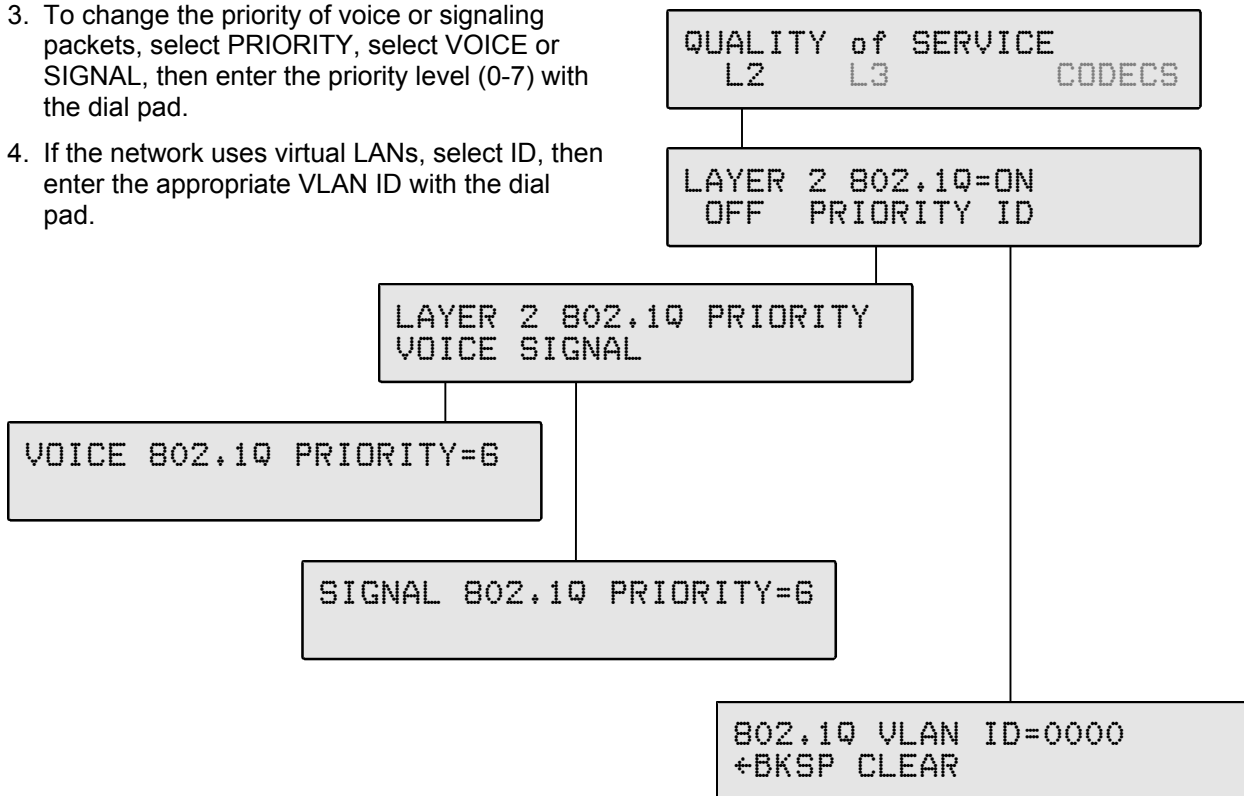 3. To change the priority of voice or signaling
packets, select PRIORITY, select VOICE or
SIGNAL, then enter the priority level (0-7) with
the dial pad.
4. If the network uses virtual LANs, select ID, then
enter the appropriate VLAN ID with the dial
pad.
QUALITY of SERVICE
L2 L3 CODECS
LAYER 2 802.1Q=ON
OFF PRIORITY ID
LAYER 2 802.1Q PRIORITY
VOICE SIGNAL
VOICE 802.1Q PRIORITY=6
SIGNAL 802.1Q PRIORITY=6
802.1Q VLAN ID=0000
←BKSP CLEAR